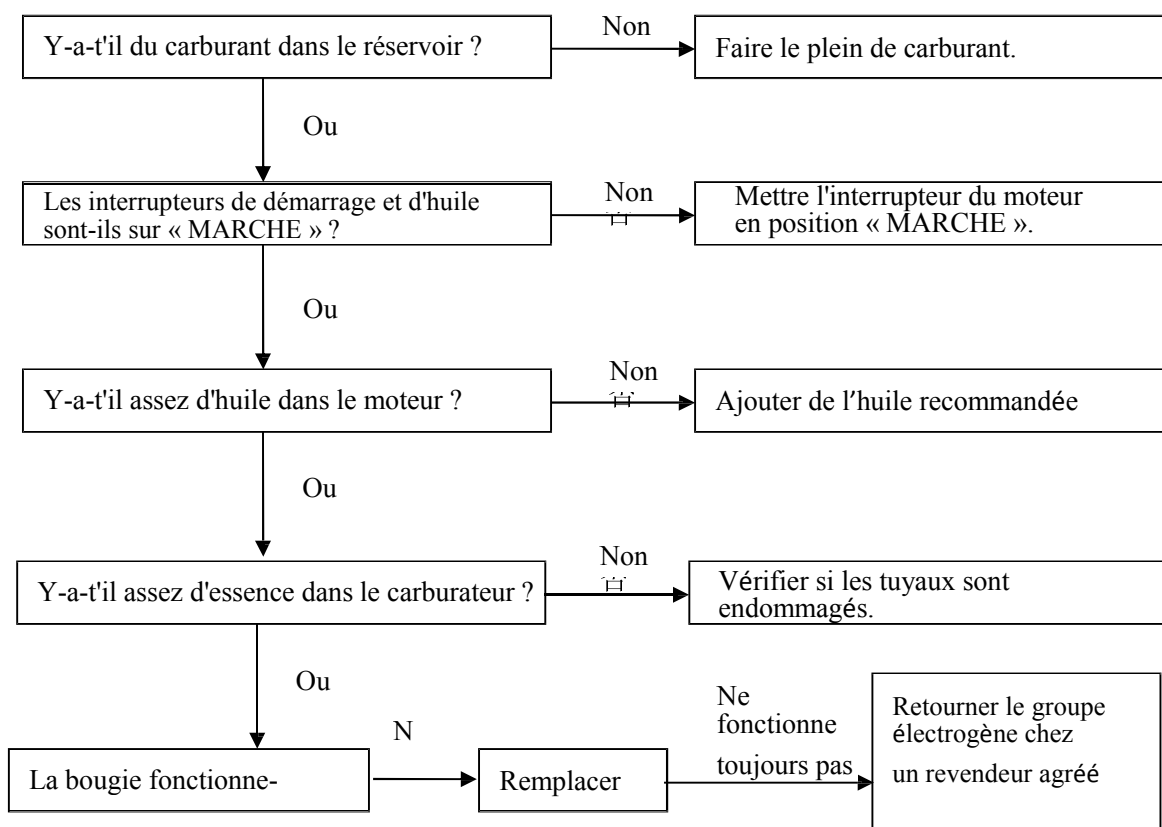 Y-a-t'il du carburant dans le réservoir ?
Non
Faire le plein de carburant.
Ou
Les interrupteurs de démarrage et d'huile
sont-ils sur « MARCHE » ?
Non
Mettre l'interrupteur du moteur
en position « MARCHE ».
Ou
Y-a-t'il assez d'huile dans le moteur ?
Non
Ajouter de l'huile recommandée
Ou
Y-a-t'il assez d'essence dans le carburateur ?
Non
Vérifier si les tuyaux sont
endommagés.
Ou
La bougie fonctionne-
N
Remplacer
Ne
fonctionne
toujours pas
Retourner le groupe
électrogène chez
un revendeur agréé